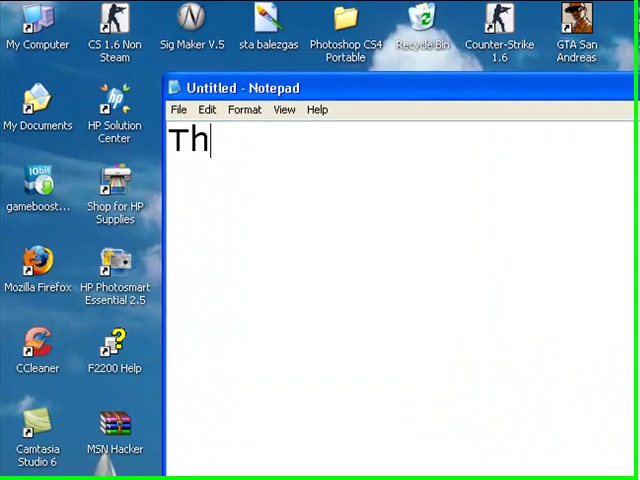 My Computer
CS 1.6 Non Steam
Sig Maker V.5
sta balezgas
Photoshop CS4 Portable
Recycle Bin
Counter-Strike 1.6
GTA San Andreas
Untitled - Notepad
File Edit Format View Help
Th
My Documents
HP Solution Center
IObit
gameboost...
Shop for HP Supplies
Mozilla Firefox
HP Photosmart Essential 2.5
CCleaner
F2200 Help
Camtasia Studio 6
MSN Hacker